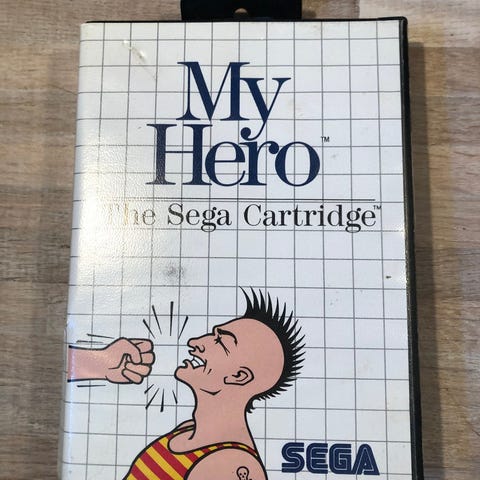 My
Hero™
The Sega Cartridge™
SEGA